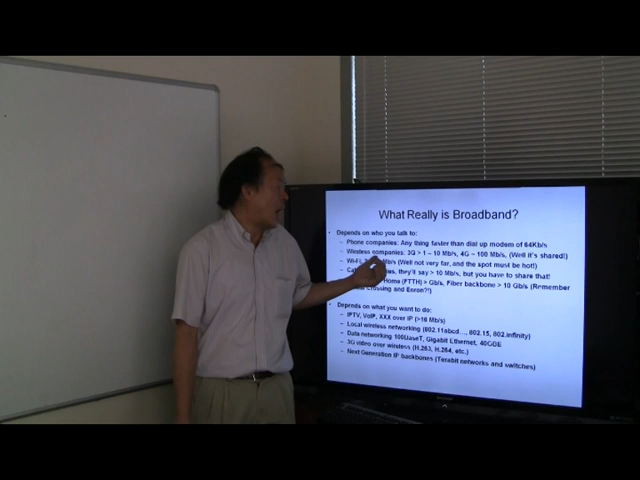 What Really is Broadband?
• Depends on who you talk to:
– Phone companies: Any thing faster than dial up modem of 64Kb/s
– Wireless companies: 3G > 1 ~ 10 Mb/s, 4G ~ 100 Mb/s, (Well it's shared!)
– Wi-Fi Mb/s (Well not very far, and the spot must be hot!)
– they'll say > 10 Mb/s, but you have to share that!
– Home (FTTH) > Gb/s, Fiber backbone > 10 Gb/s (Remember
Crossing and Enron?!)
• Depends on what you want to do:
– IPTV, VoIP, XXX over IP (>10 Mb/s)
– Local wireless networking (802.11abcd…, 802.15, 802.infinity)
– Data networking 100BaseT, Gigabit Ethernet, 40GDE
– 3G video over wireless (H.263, H.264, etc.)
– Next Generation IP backbones (Terabit networks and switches)